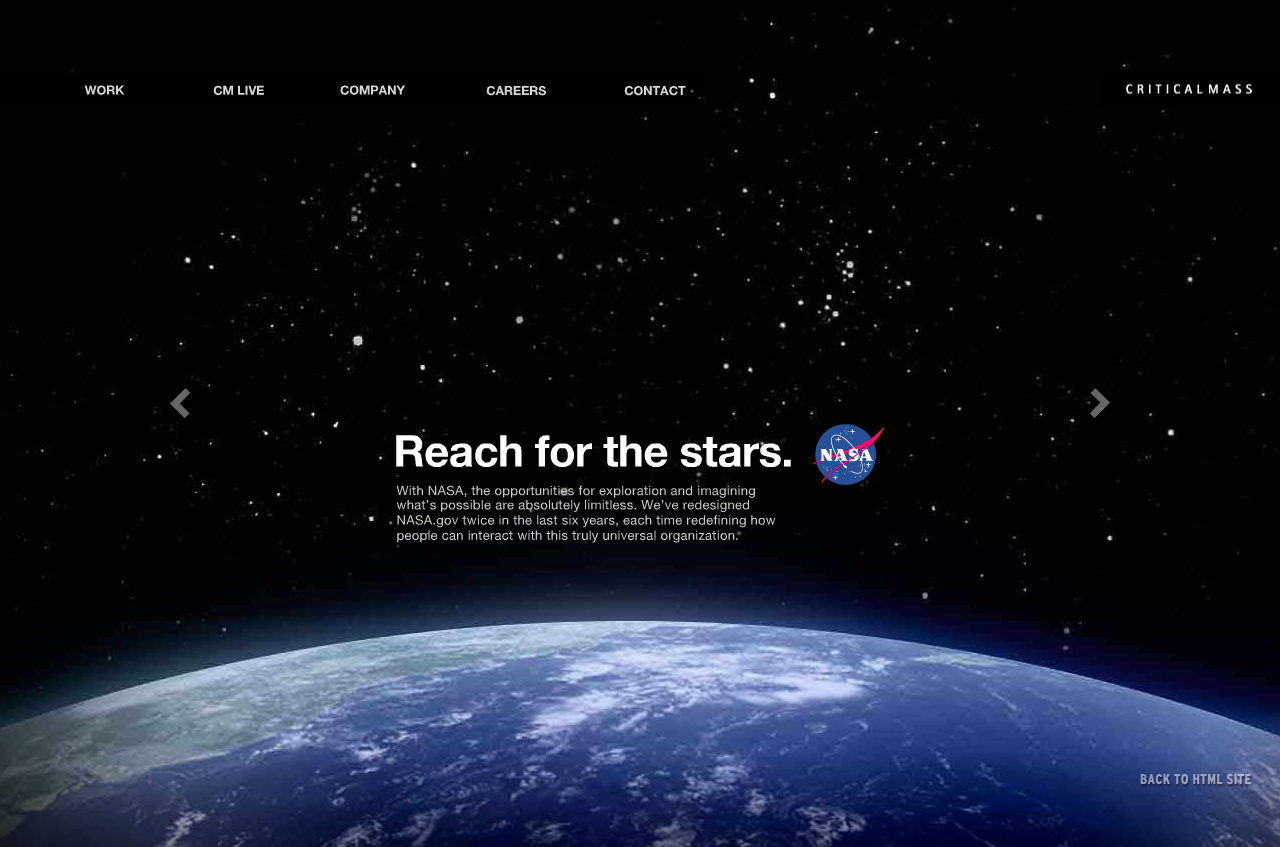 WORK CM LIVE COMPANY CAREERS CONTACT CRITICALMASS
Reach for the stars. NASA
With NASA, the opportunities for exploration and imagining
what's possible are absolutely limitless. We've redesigned
NASA.gov twice in the last six years, each time redefining how
people can interact with this truly universal organization.
BACK TO HTML SITE